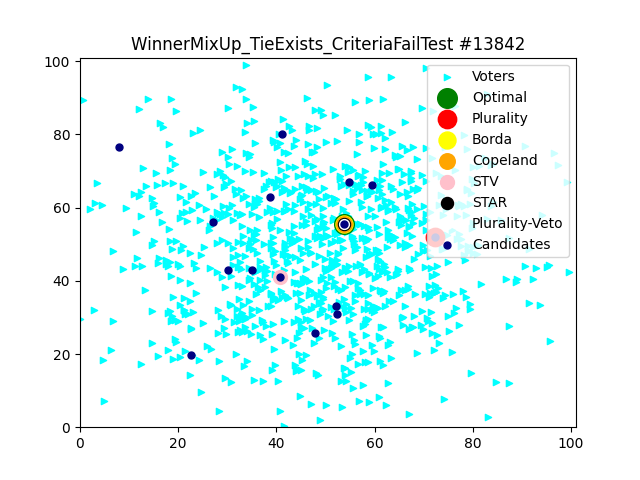 WinnerMixUp_TieExists_CriteriaFailTest #13842
100
80
60
40
20
0
0
20
40
60
80
100
Voters
Optimal
Plurality
Borda
Copeland
STV
STAR
Plurality-Veto
Candidates